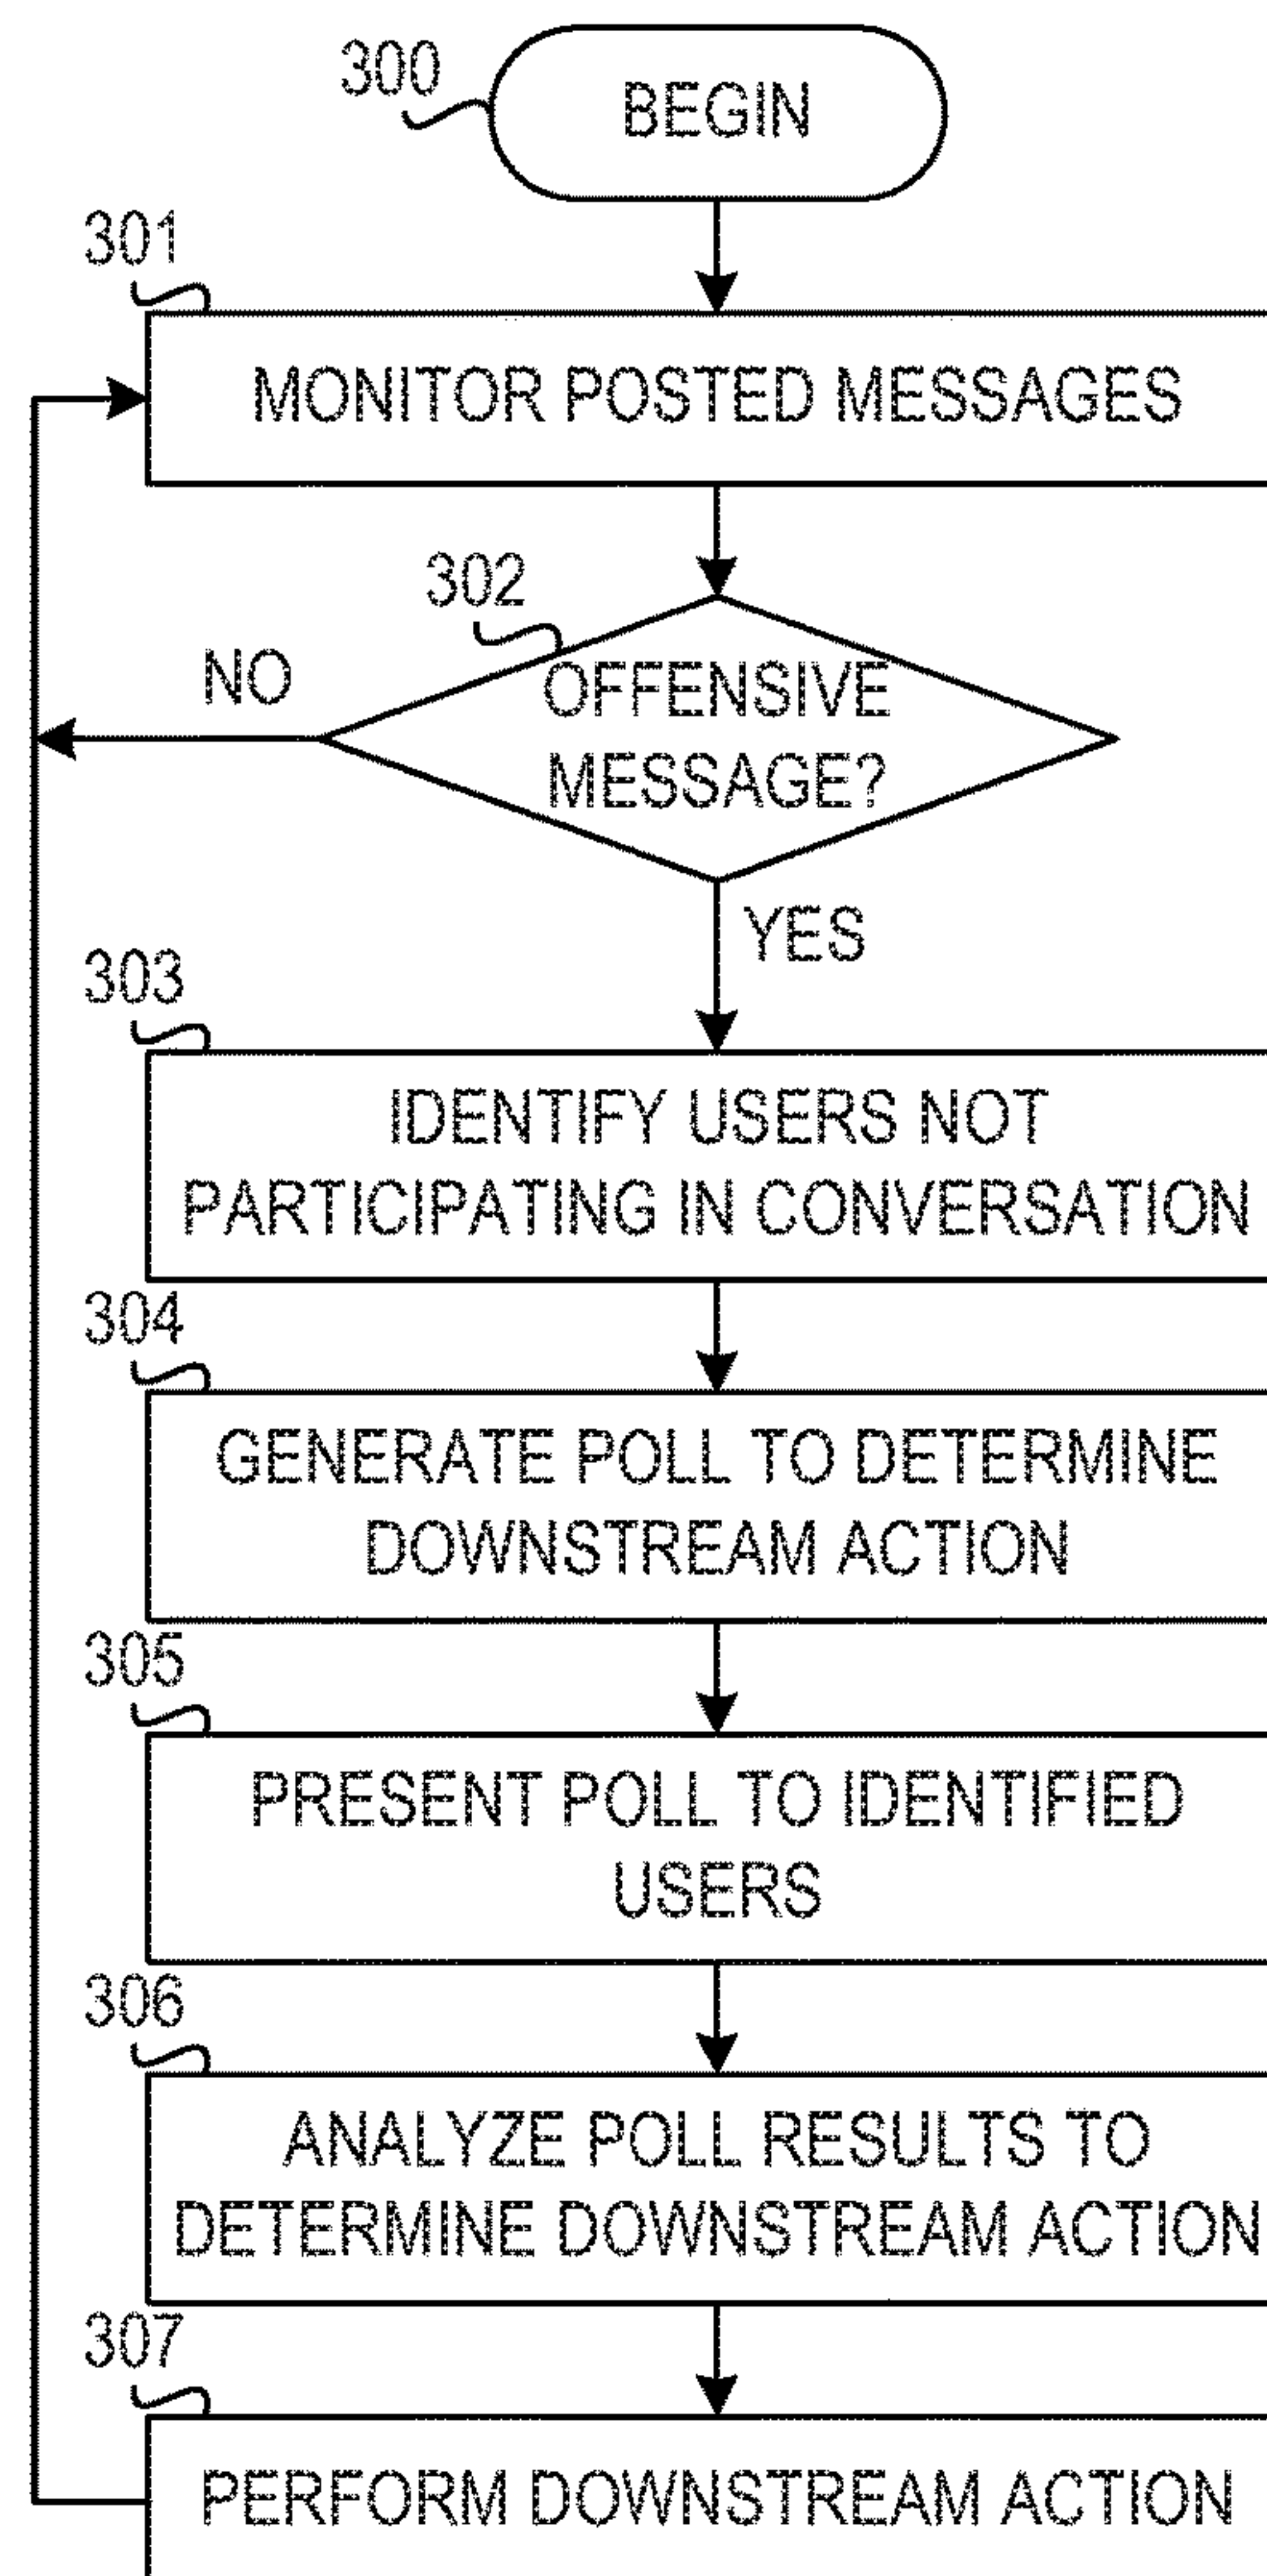 300
BEGIN
301
MONITOR POSTED MESSAGES
302
NO
OFFENSIVE
MESSAGE?
YES
303
IDENTIFY USERS NOT
PARTICIPATING IN CONVERSATION
304
GENERATE POLL TO DETERMINE
DOWNSTREAM ACTION
305
PRESENT POLL TO IDENTIFIED
USERS
306
ANALYZE POLL RESULTS TO
DETERMINE DOWNSTREAM ACTION
307
PERFORM DOWNSTREAM ACTION